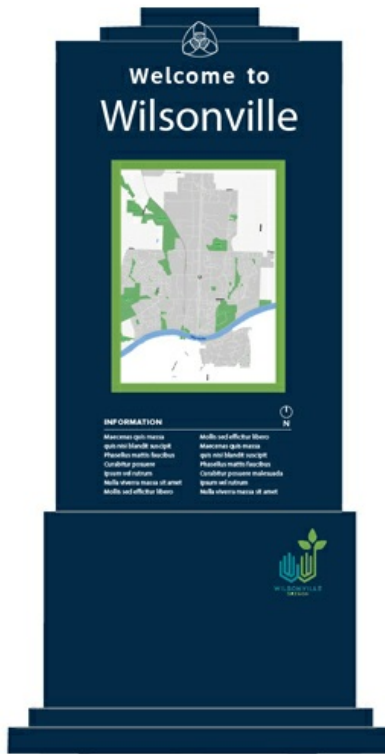 Welcome to
Wilsonville
INFORMATION
N
Maecenas quis massa
quis nisi blandit suscipit
Phasellus mattis faucibus
Curabitur posuere
Ipsum vel rutrum
Nulla viverra massa sit amet
Mollis sed efficitur libero
Mollis sed efficitur libero
Maecenas quis massa
quis nisi blandit suscipit
Phasellus mattis faucibus
Curabitur posuere malesuada
Ipsum vel rutrum
Nulla viverra massa sit amet
WILSONVILLE
OREGON